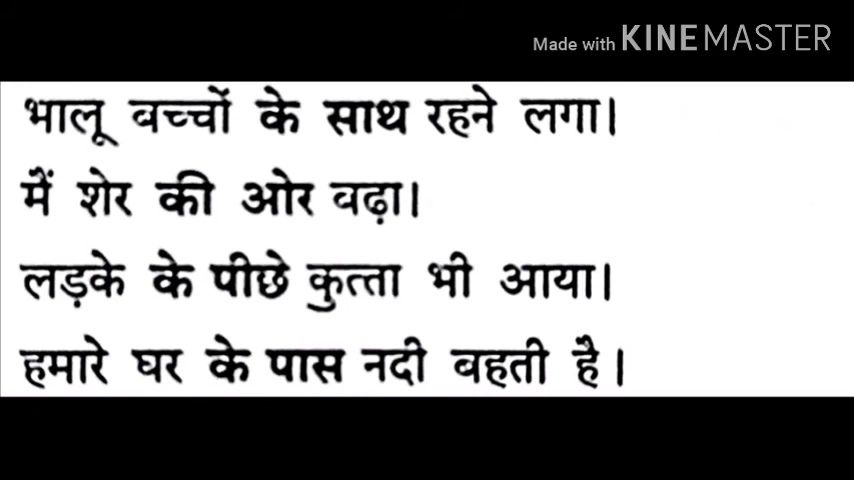 Made with KINEMASTER
भालू बच्चों के साथ रहने लगा।
मैं शेर की ओर बढ़ा।
लड़के के पीछे कुत्ता भी आया।
हमारे घर के पास नदी बहती है।